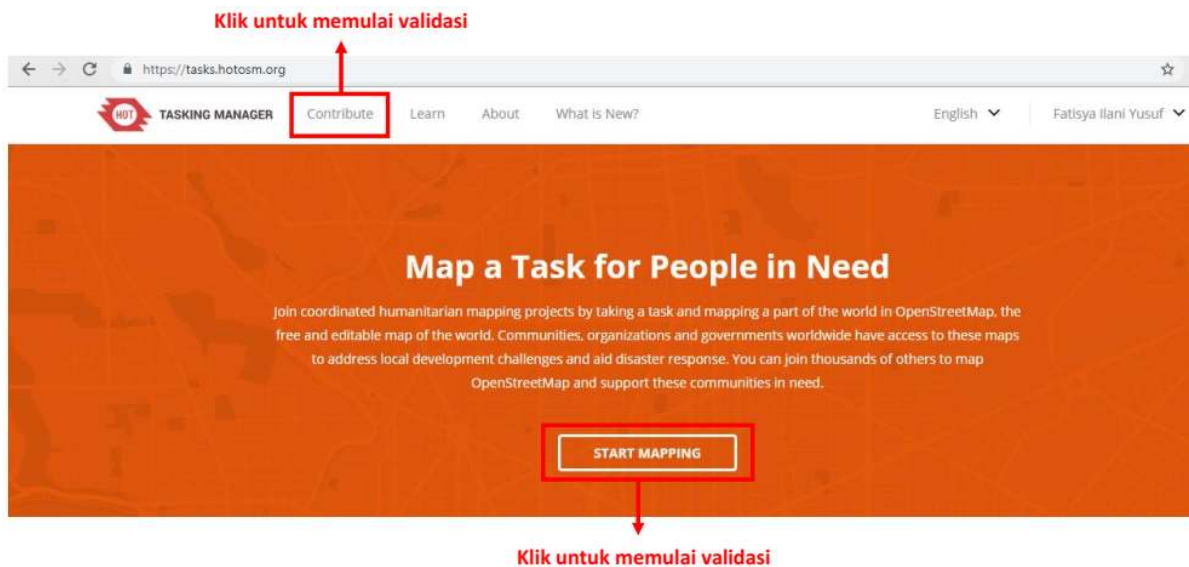 Klik untuk memulai validasi
https://tasks.hotosm.org
HOT TASKING MANAGER Contribute Learn About What is New? English Fatisya Ilani Yusuf
Map a Task for People in Need
Join coordinated humanitarian mapping projects by taking a task and mapping a part of the world in OpenStreetMap, the
free and editable map of the world. Communities, organizations and governments worldwide have access to these maps
to address local development challenges and aid disaster response. You can join thousands of others to map
OpenStreetMap and support these communities in need.
START MAPPING
Klik untuk memulai validasi